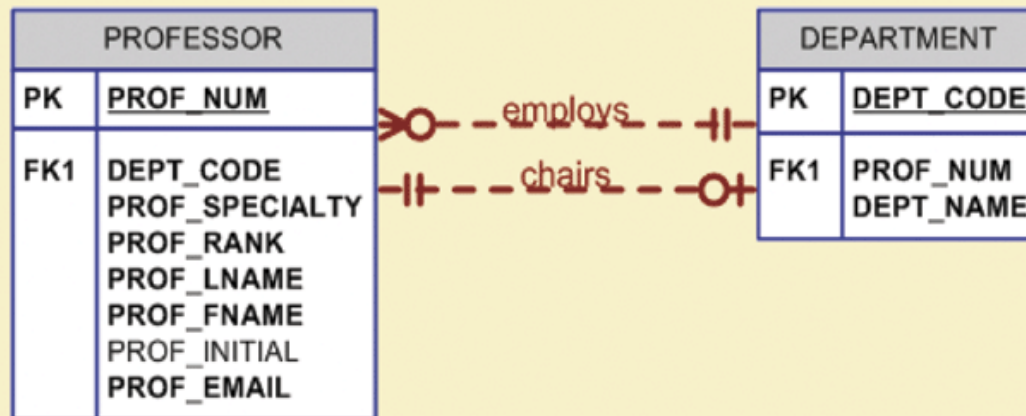 PROFESSOR
PK PROF_NUM
FK1 DEPT_CODE
PROF_SPECIALTY
PROF_RANK
PROF_LNAME
PROF_FNAME
PROF_INITIAL
PROF_EMAIL
employs
chairs
DEPARTMENT
PK DEPT_CODE
FK1 PROF_NUM
DEPT_NAME